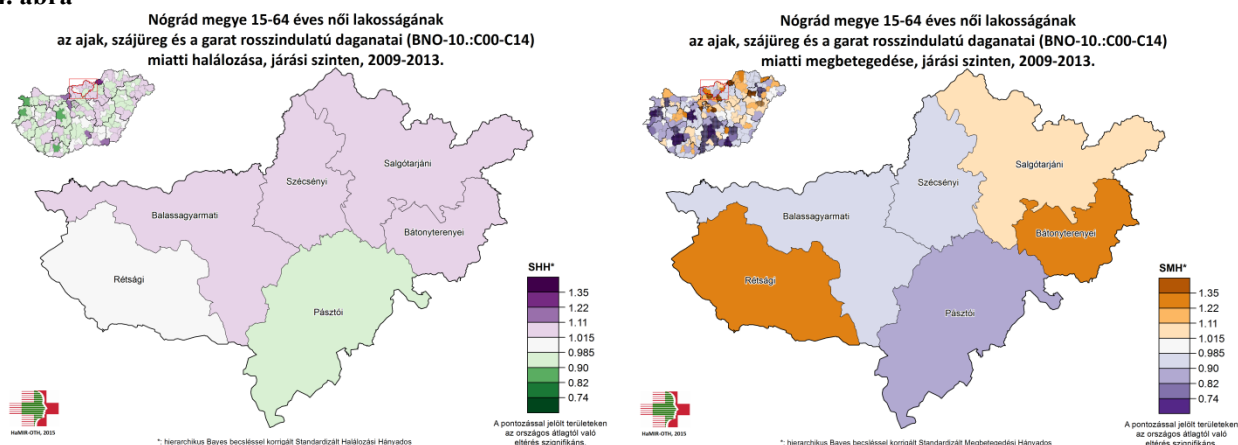 Nógrád megye 15-64 éves női lakosságának
az ajak, szájüreg és a garat rosszindulatú daganatai (BNO-10.:C00-C14)
miatti halálozása, járási szinten, 2009-2013.
Salgótarjáni
Szécsényi
Balassagyarmati
Bátonyterenyei
Rétsági
Pásztói
SHH*
1.35
1.22
1.11
1.015
0.985
0.90
0.82
0.74
HaMIR-OTH, 2015
A pontozással jelölt területeken
az országos átlagtól való
eltérés szignifikáns.
*: hierarchikus Bayes becsléssel korrigált Standardizált Halálozási Hányados
Nógrád megye 15-64 éves női lakosságának
az ajak, szájüreg és a garat rosszindulatú daganatai (BNO-10.:C00-C14)
miatti megbetegedése, járási szinten, 2009-2013.
Salgótarjáni
Szécsényi
Balassagyarmati
Bátonyterenyei
Rétsági
Pásztói
SMH*
1.35
1.22
1.11
1.015
0.985
0.90
0.82
0.74
HaMIR-OTH, 2015
A pontozással jelölt területeken
az országos átlagtól való
eltérés szignifikáns.
*: hierarchikus Bayes becsléssel korrigált Standardizált Megbetegedési Hányados